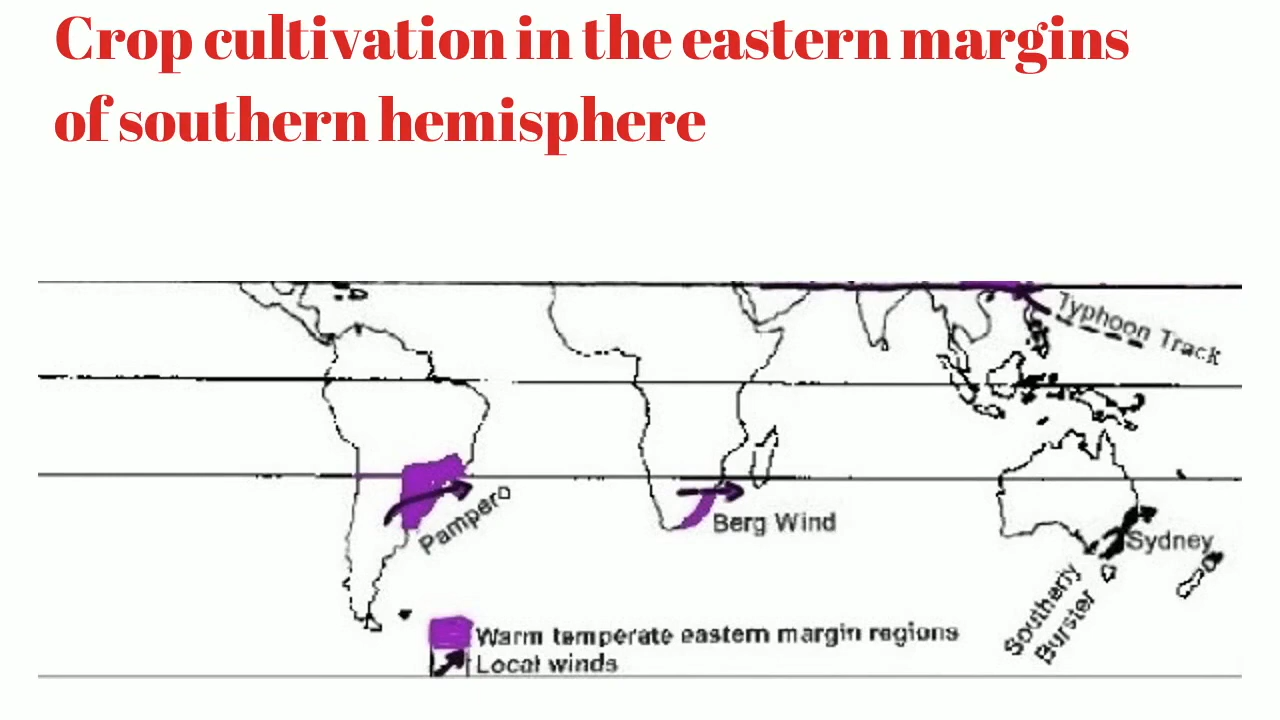 Crop cultivation in the eastern margins
of southern hemisphere
Typhoon Track
Pampero
Berg Wind
Sydney
Southerly
Burster
Warm temperate eastern margin regions
Local winds